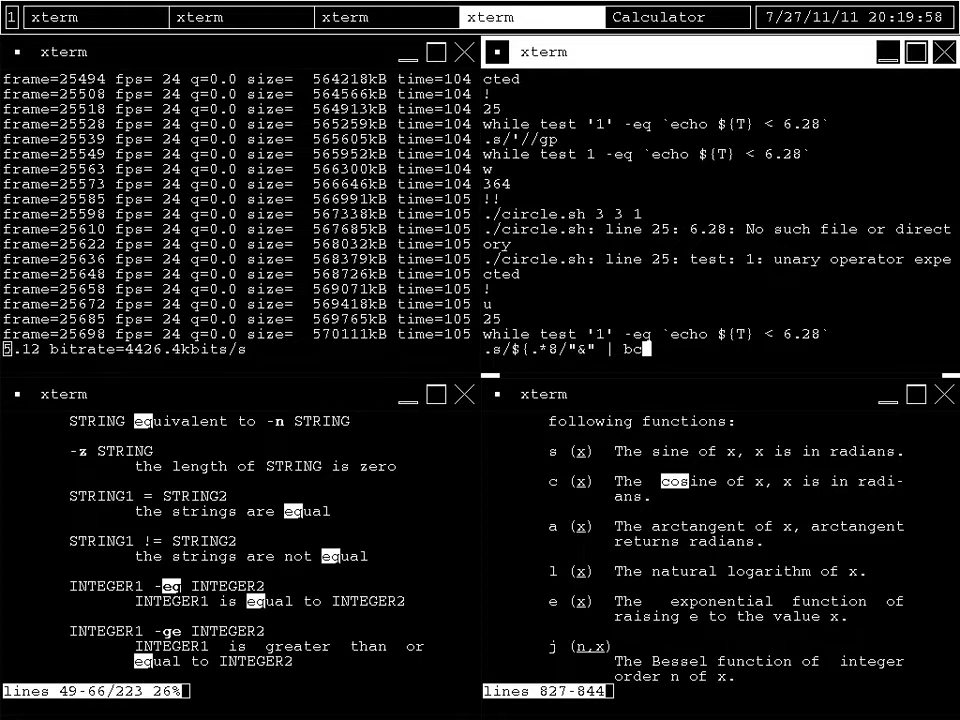 1 xterm xterm xterm xterm Calculator 7/27/11/11 20:19:58
xterm
frame=25494 fps= 24 q=0.0 size=  564218kB time=104
frame=25508 fps= 24 q=0.0 size=  564566kB time=104
frame=25518 fps= 24 q=0.0 size=  564913kB time=104
frame=25528 fps= 24 q=0.0 size=  565259kB time=104
frame=25539 fps= 24 q=0.0 size=  565605kB time=104
frame=25549 fps= 24 q=0.0 size=  565952kB time=104
frame=25563 fps= 24 q=0.0 size=  566300kB time=104
frame=25573 fps= 24 q=0.0 size=  566646kB time=104
frame=25585 fps= 24 q=0.0 size=  566991kB time=105
frame=25598 fps= 24 q=0.0 size=  567338kB time=105
frame=25610 fps= 24 q=0.0 size=  567685kB time=105
frame=25622 fps= 24 q=0.0 size=  568032kB time=105
frame=25636 fps= 24 q=0.0 size=  568379kB time=105
frame=25648 fps= 24 q=0.0 size=  568726kB time=105
frame=25658 fps= 24 q=0.0 size=  569071kB time=105
frame=25672 fps= 24 q=0.0 size=  569418kB time=105
frame=25685 fps= 24 q=0.0 size=  569765kB time=105
frame=25698 fps= 24 q=0.0 size=  570111kB time=105
5.12 bitrate=4426.4kbits/s
xterm
cted
!
25
while test '1' -eq `echo ${T} < 6.28`
.s/'//gp
while test 1 -eq `echo ${T} < 6.28`
w
364
!!
./circle.sh 3 3 1
./circle.sh: line 25: 6.28: No such file or direct
ory
./circle.sh: line 25: test: 1: unary operator expe
cted
!
u
25
while test '1' -eq `echo ${T} < 6.28`
.s/${.*8/"&" | bc
xterm
STRING equivalent to -n STRING
-z STRING
the length of STRING is zero
STRING1 = STRING2
the strings are equal
STRING1 != STRING2
the strings are not equal
INTEGER1 -eq INTEGER2
INTEGER1 is equal to INTEGER2
INTEGER1 -ge INTEGER2
INTEGER1 is greater than or
equal to INTEGER2
lines 49-66/223 26%
xterm
following functions:
s (x)  The sine of x, x is in radians.
c (x)  The cosine of x, x is in radi-
ans.
a (x)  The arctangent of x, arctangent
returns radians.
l (x)  The natural logarithm of x.
e (x)  The exponential function of
raising e to the value x.
j (n,x)
The Bessel function of integer
order n of x.
lines 827-844